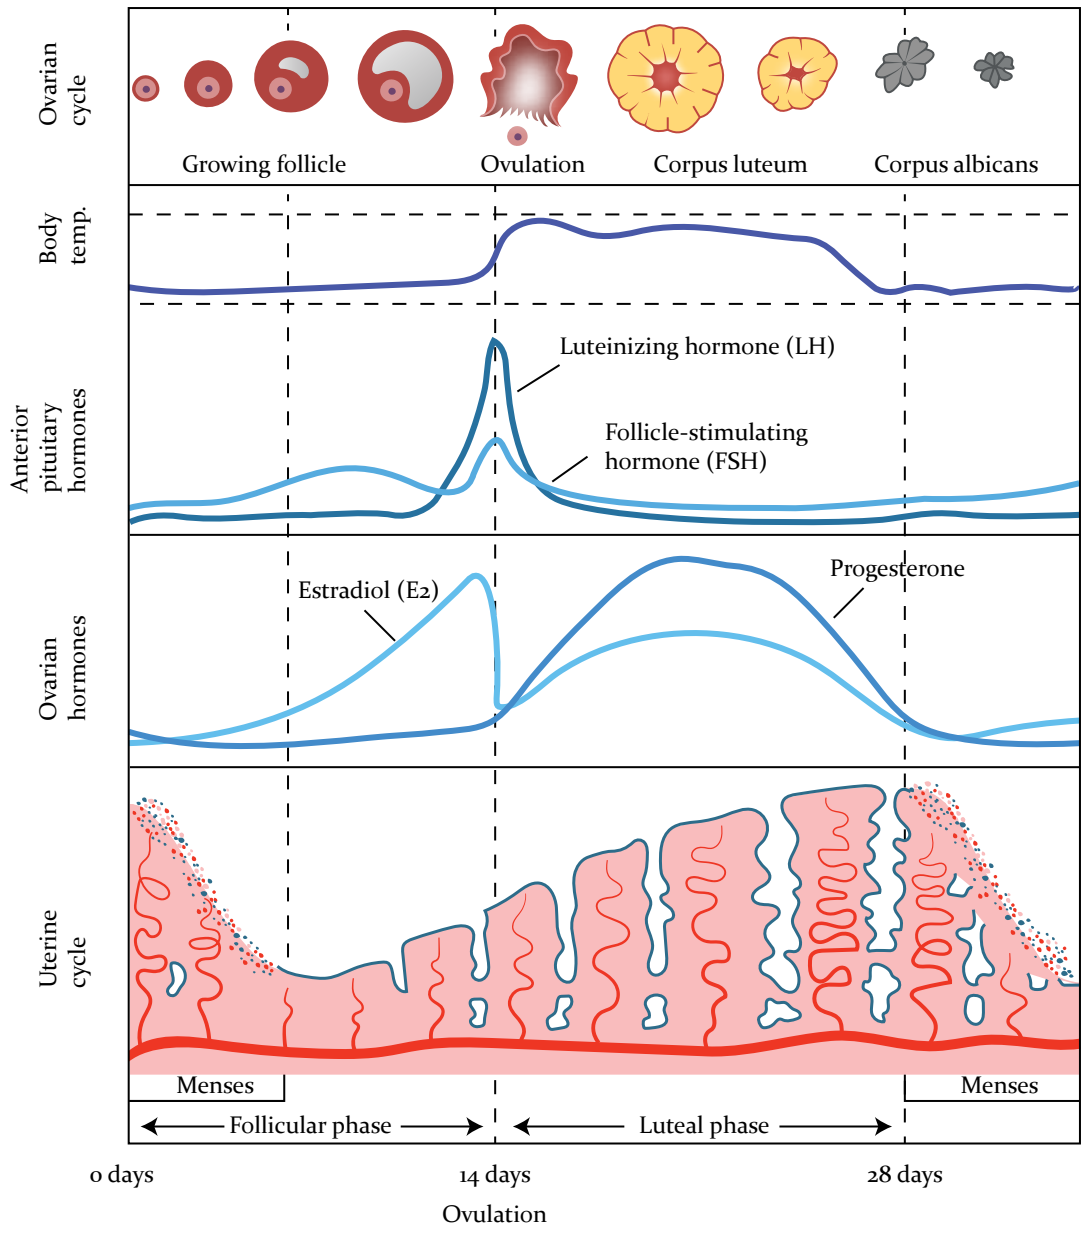 Ovarian
cycle
Growing follicle
Ovulation
Corpus luteum
Corpus albicans
Body
temp.
Anterior
pituitary
hormones
Luteinizing hormone (LH)
Follicle-stimulating
hormone (FSH)
Ovarian
hormones
Estradiol (E2)
Progesterone
Uterine
cycle
Menses
Menses
Follicular phase
Luteal phase
0 days
14 days
28 days
Ovulation